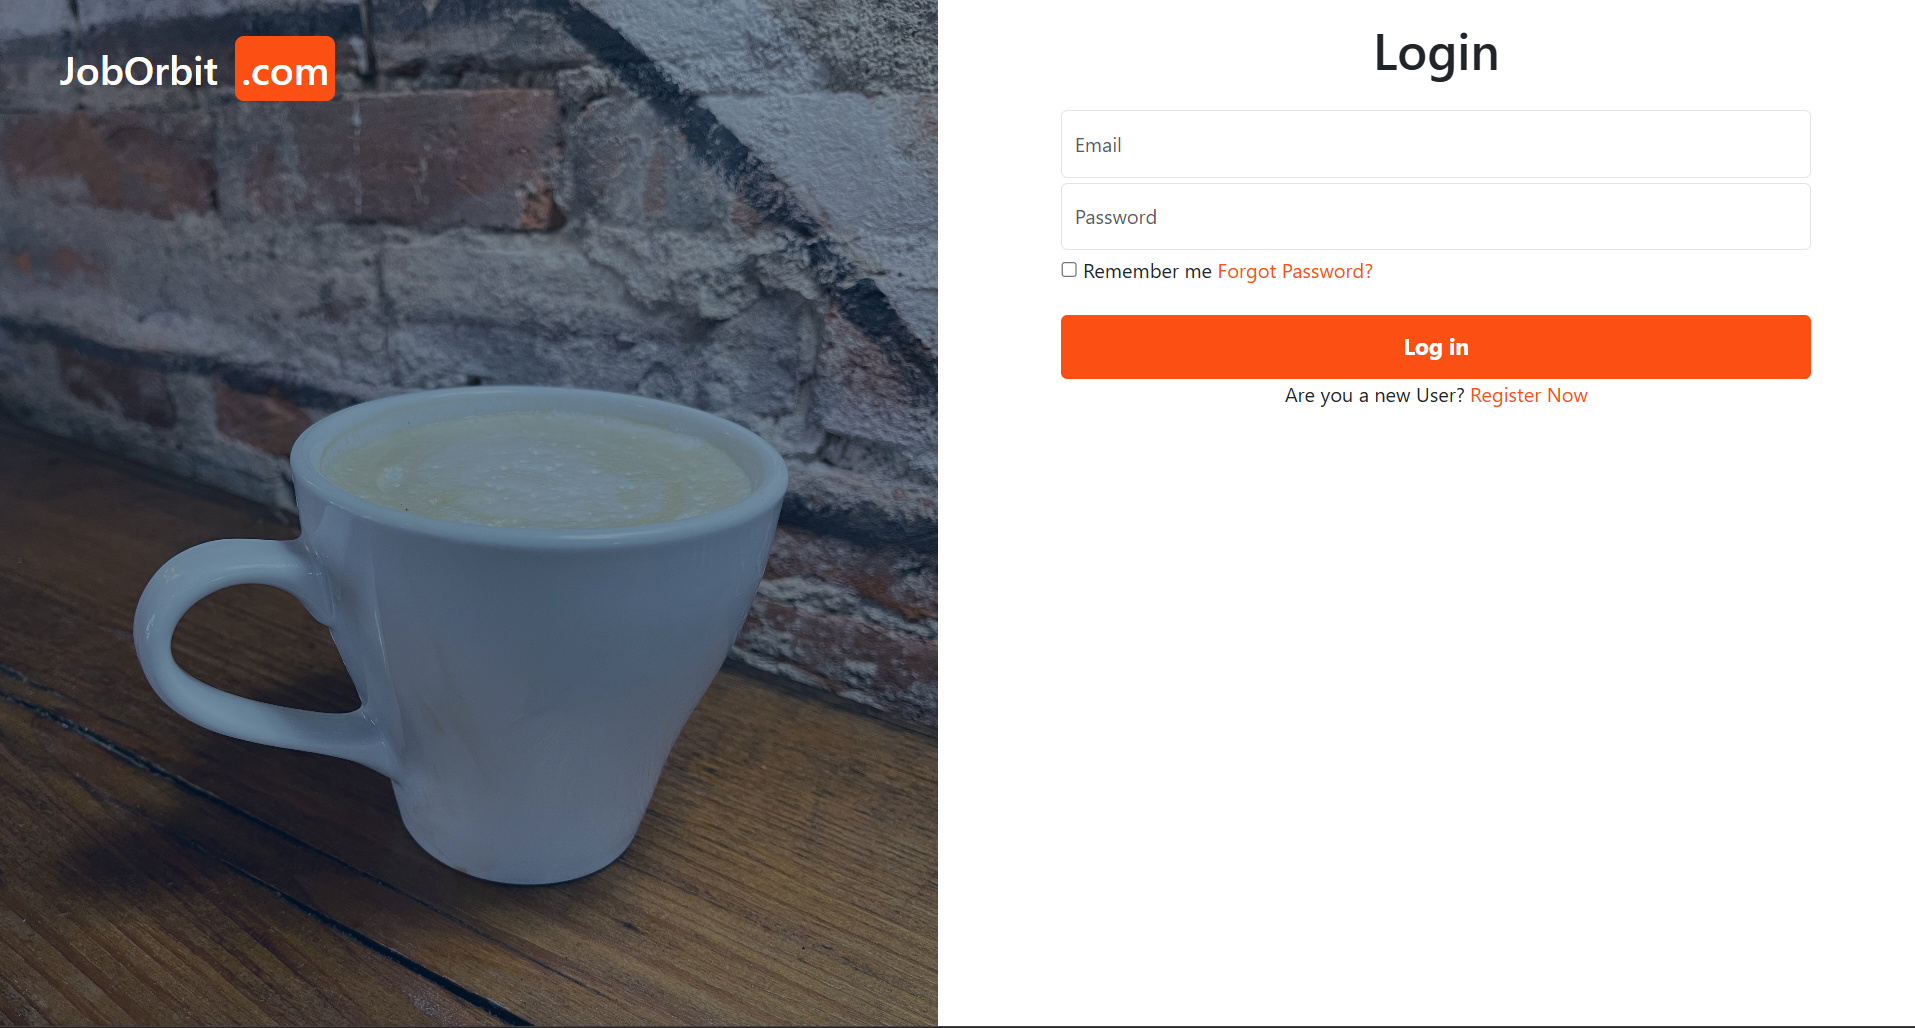 JobOrbit .com
Login
Email
Password
Remember me Forgot Password?
Log in
Are you a new User? Register Now